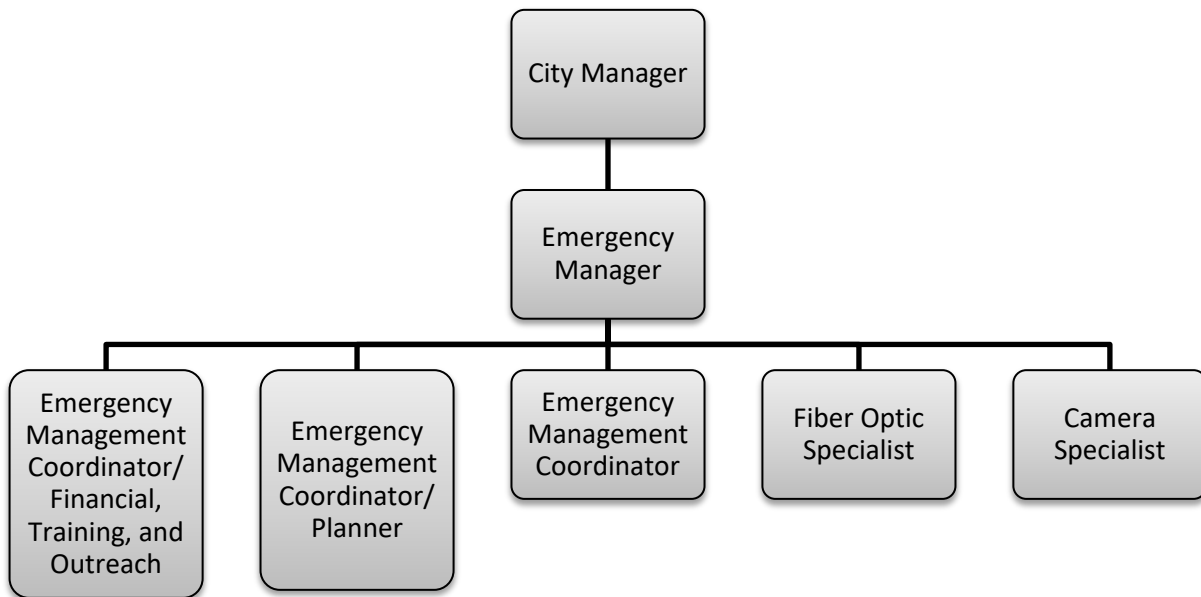 City Manager
Emergency
Manager
Emergency
Management
Coordinator/
Financial,
Training, and
Outreach
Emergency
Management
Coordinator/
Planner
Emergency
Management
Coordinator
Fiber Optic
Specialist
Camera
Specialist